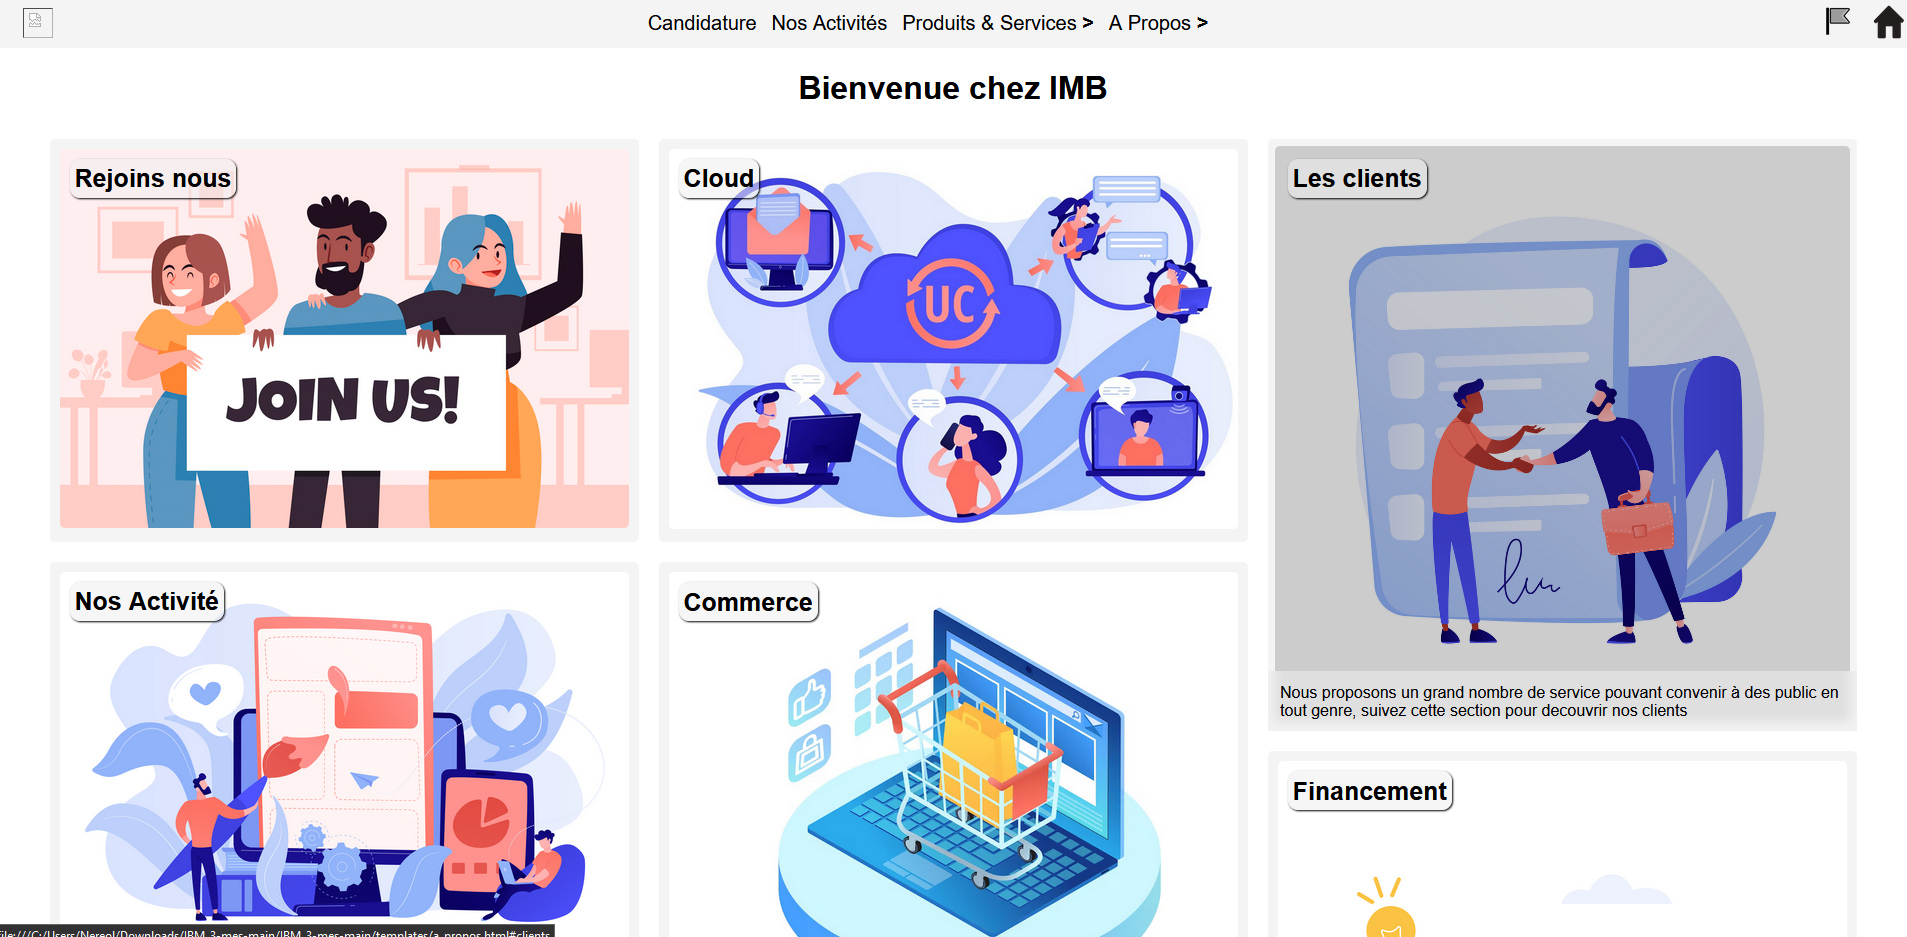 Candidature Nos Activités Produits & Services > A Propos >
Bienvenue chez IMB
Rejoins nous
JOIN US!
Cloud
UC
Les clients
Nous proposons un grand nombre de service pouvant convenir à des public en
tout genre, suivez cette section pour decouvrir nos clients
Nos Activité
Commerce
Financement
file:///C:/Users/Nereol/Downloads/IBM_3-mes-main/IBM_3-mes-main/templates/a_propos.html#clients